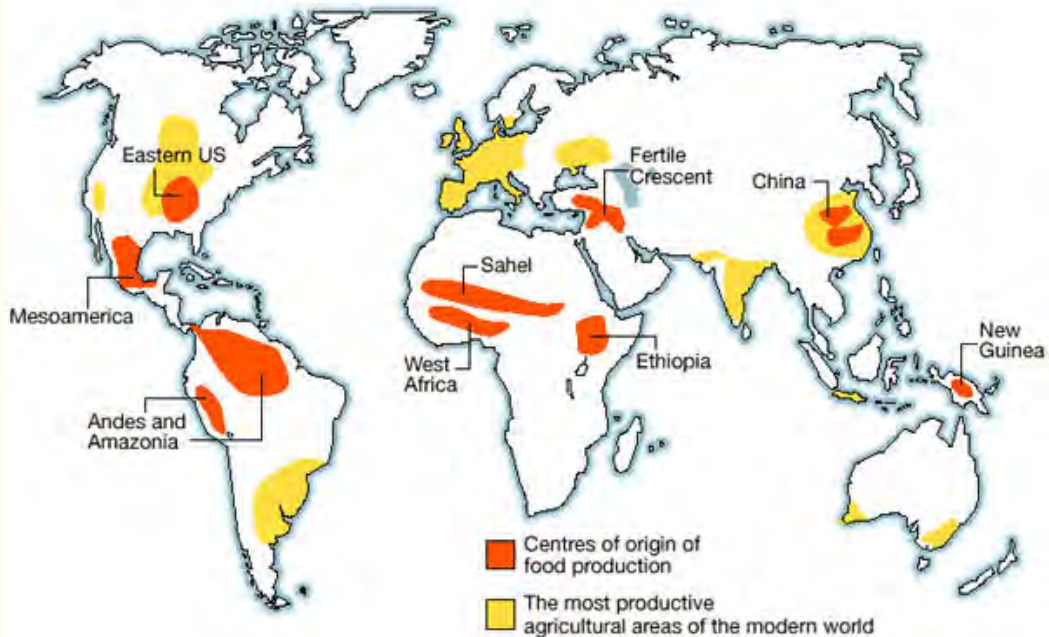 Eastern US
Fertile
Crescent
China
Sahel
Mesoamerica
New
Guinea
West
Africa
Ethiopia
Andes and
Amazonia
Centres of origin of
food production
The most productive
agricultural areas of the modern world